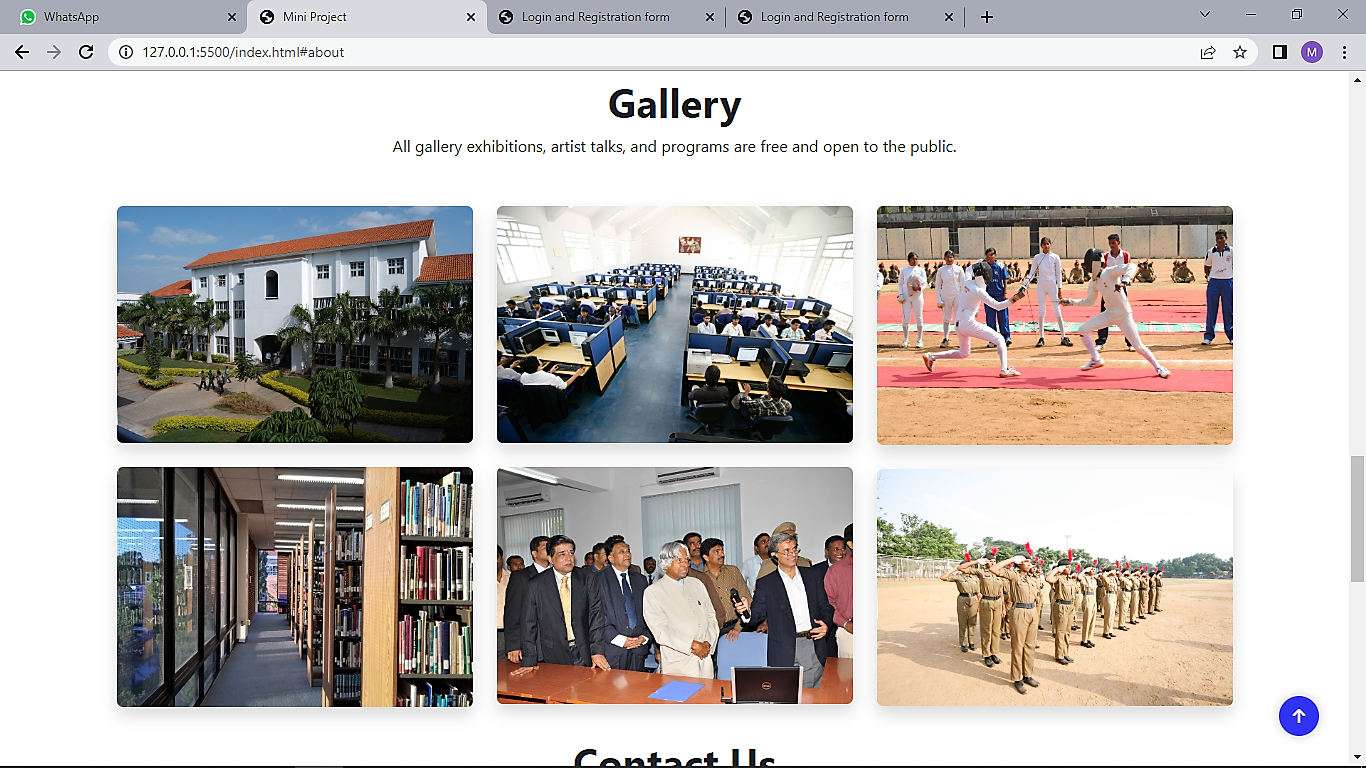 WhatsApp
Mini Project
Login and Registration form
Login and Registration form
127.0.0.1:5500/index.html#about
M
Gallery
All gallery exhibitions, artist talks, and programs are free and open to the public.
DELL
Contact Us